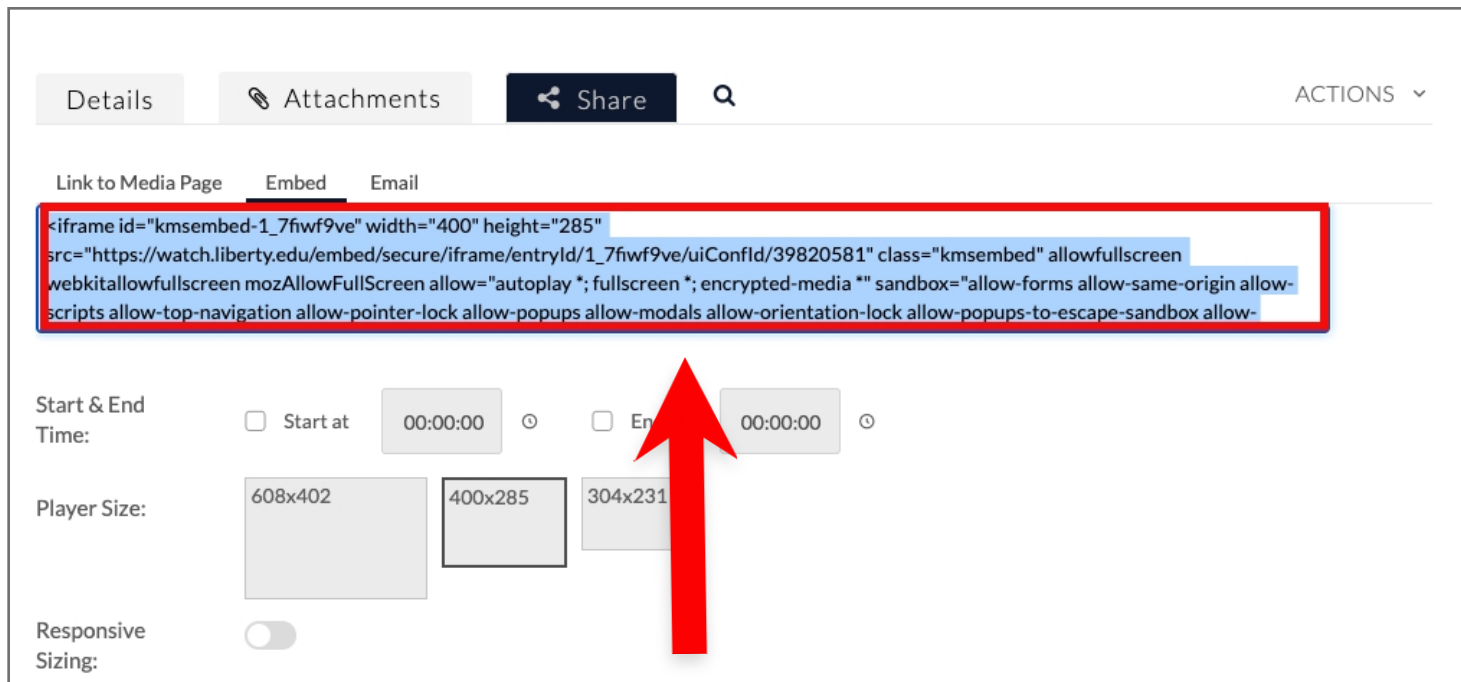 Details Attachments Share ACTIONS
Link to Media Page Embed Email
<iframe id="kmsembed-1_7fiwf9ve" width="400" height="285"
src="https://watch.liberty.edu/embed/secure/iframe/entryId/1_7fiwf9ve/uiConfId/39820581" class="kmsembed" allowfullscreen
webkitallowfullscreen mozAllowFullScreen allow="autoplay *; fullscreen *; encrypted-media *" sandbox="allow-forms allow-same-origin allow-
scripts allow-top-navigation allow-pointer-lock allow-popups allow-modals allow-orientation-lock allow-popups-to-escape-sandbox allow-
Start & End
Time:
Start at 00:00:00 00:00:00
Player Size: 608x402 400x285 304x231
Responsive
Sizing: